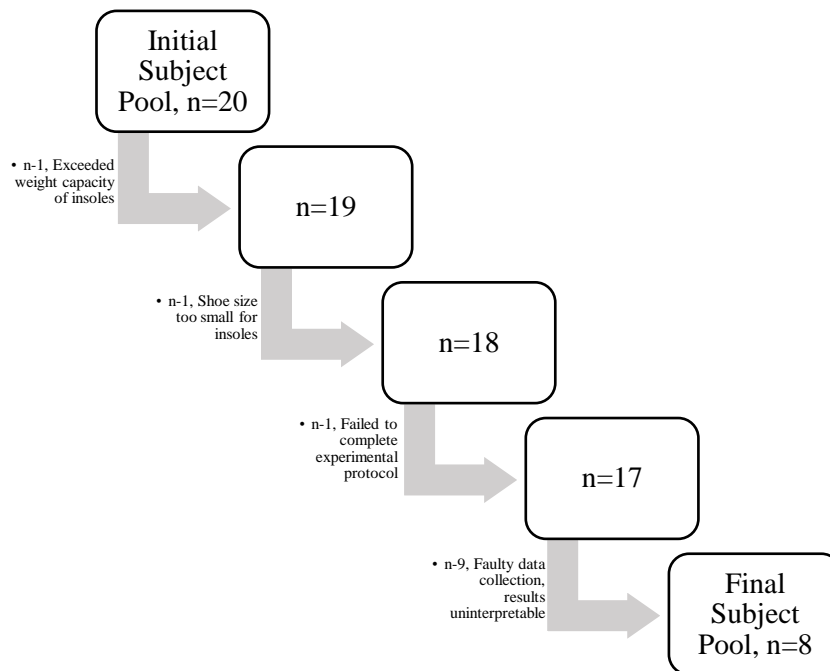 Initial
Subject
Pool, n=20
• n-1, Exceeded
weight capacity
of insoles
n=19
• n-1, Shoe size
too small for
insoles
n=18
• n-1, Failed to
complete
experimental
protocol
n=17
• n-9, Faulty data
collection,
results
uninterpretable
Final
Subject
Pool, n=8